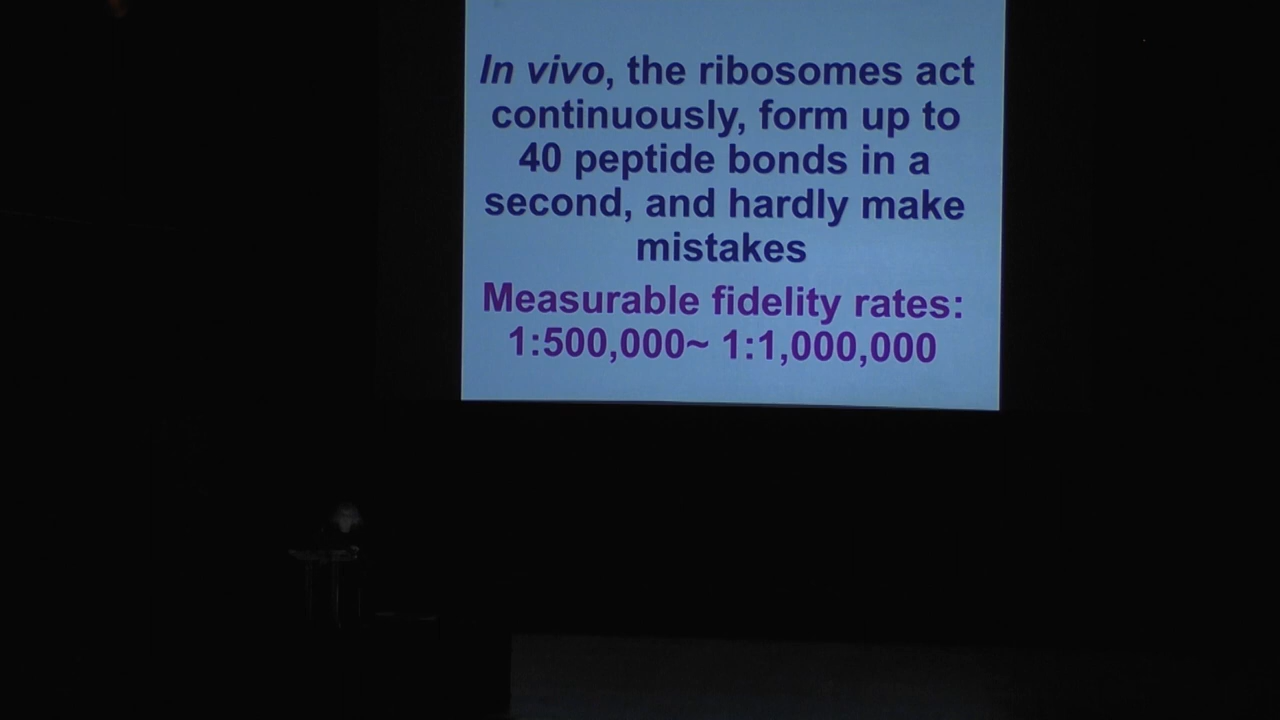 In vivo, the ribosomes act
continuously, form up to
40 peptide bonds in a
second, and hardly make
mistakes
Measurable fidelity rates:
1:500,000~ 1:1,000,000